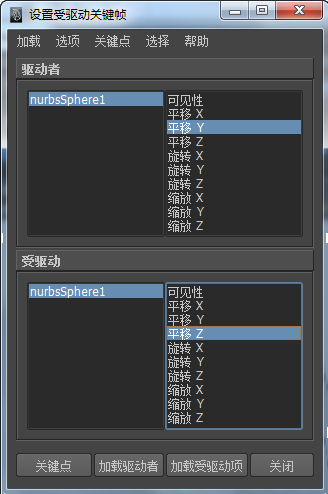 设置受驱动关键帧
加载 选项 关键点 选择 帮助
驱动者
nurbsSphere1
可见性
平移 X
平移 Y
平移 Z
旋转 X
旋转 Y
旋转 Z
缩放 X
缩放 Y
缩放 Z
受驱动
nurbsSphere1
可见性
平移 X
平移 Y
平移 Z
旋转 X
旋转 Y
旋转 Z
缩放 X
缩放 Y
缩放 Z
关键点 加载驱动者 加载受驱动项 关闭